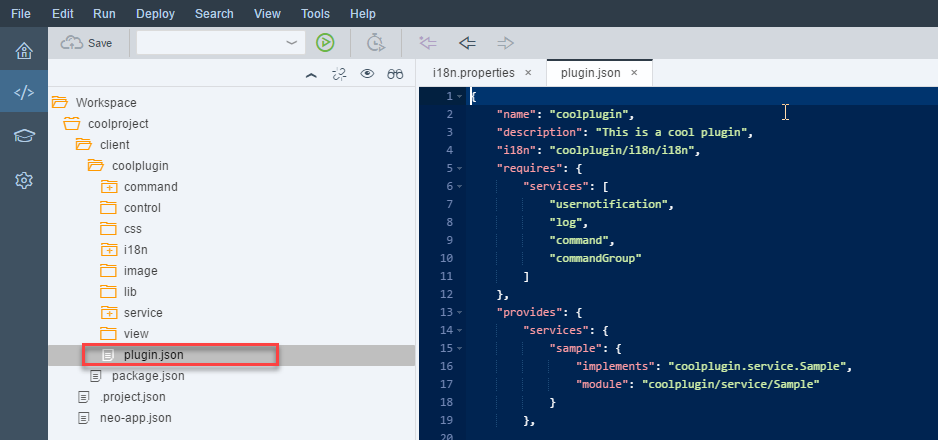 File Edit Run Deploy Search View Tools Help
Save
i18n.properties × plugin.json ×
Workspace
coolproject
client
coolplugin
command
control
css
i18n
image
lib
service
view
plugin.json
package.json
.project.json
neo-app.json
1 {
2 "name": "coolplugin",
3 "description": "This is a cool plugin",
4 "i18n": "coolplugin/i18n/i18n",
5 "requires": {
6 "services": [
7 "usernotification",
8 "log",
9 "command",
10 "commandGroup"
11 ]
12 },
13 "provides": {
14 "services": {
15 "sample": {
16 "implements": "coolplugin.service.Sample",
17 "module": "coolplugin/service/Sample"
18 }
19 },
20